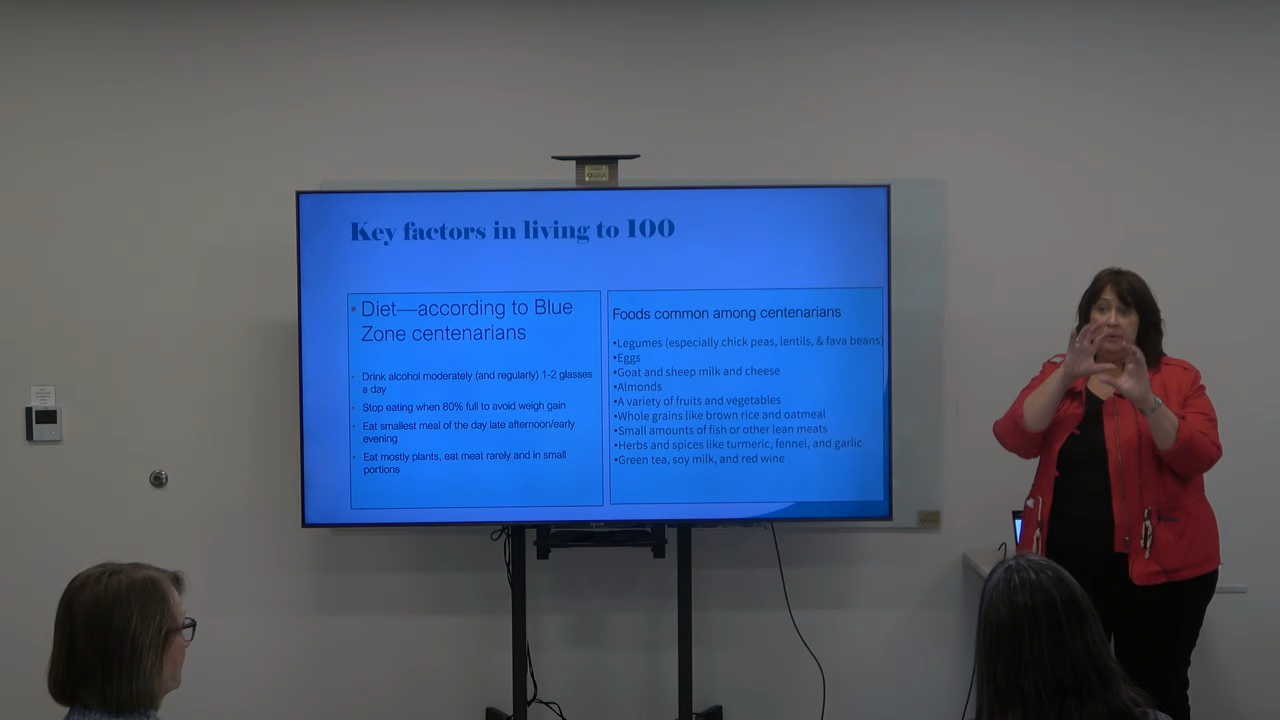 Key factors in living to 100
• Diet—according to Blue
Zone centenarians
• Drink alcohol moderately (and regularly) 1-2 glasses
a day
• Stop eating when 80% full to avoid weigh gain
• Eat smallest meal of the day late afternoon/early
evening
• Eat mostly plants, eat meat rarely and in small
portions
Foods common among centenarians
•Legumes (especially chick peas, lentils, & fava beans)
•Eggs
•Goat and sheep milk and cheese
•Almonds
•A variety of fruits and vegetables
•Whole grains like brown rice and oatmeal
•Small amounts of fish or other lean meats
•Herbs and spices like turmeric, fennel, and garlic
•Green tea, soy milk, and red wine